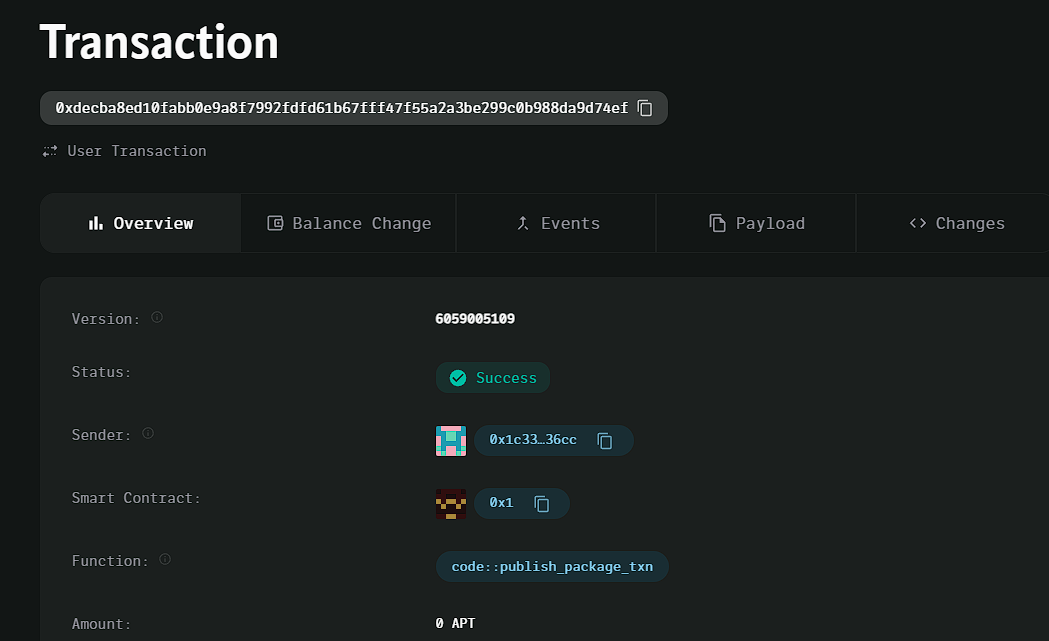 Transaction
0xdecba8ed10fabb0e9a8f7992fdfd61b67fff47f55a2a3be299c0b988da9d74ef
User Transaction
Overview Balance Change Events Payload Changes
Version: 6059005109
Status: Success
Sender: 0x1c33…36cc
Smart Contract: 0x1
Function: code::publish_package_txn
Amount: 0 APT